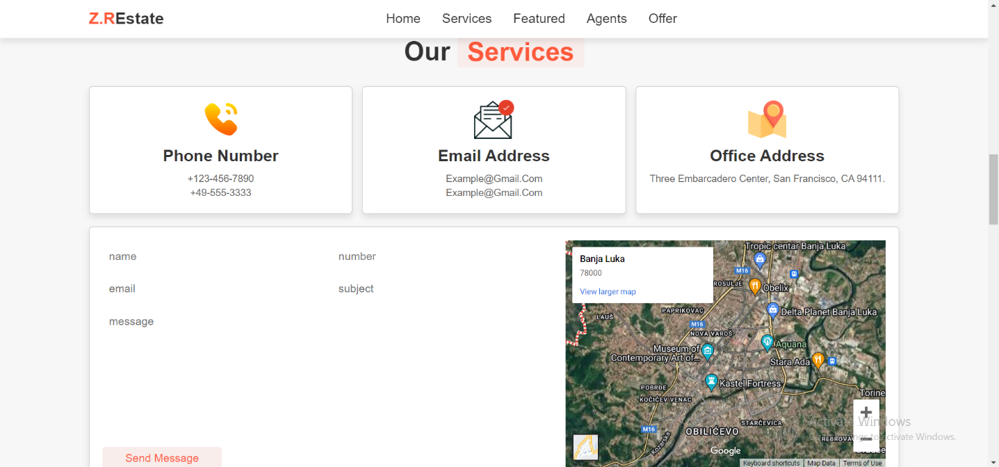 Z.REstate
Home Services Featured Agents Offer
Our Services
Phone Number
+123-456-7890
+49-555-3333
Email Address
Example@Gmail.Com
Example@Gmail.Com
Office Address
Three Embarcadero Center, San Francisco, CA 94111.
name number
email subject
message
Send Message
Banja Luka
78000
View larger map
Tropic centar Banja Luka
M16
ROSULJE
Obelix
PAPRIKOVAC
Delta Planet Banja Luka
LAUŠ
M16
NOVA VAROŠ
Aquana
Museum of
Contemporary Art of...
Stara Ada
Kastel Fortress
POBRĐE
KOČIĆEV VENAC
Torine
STARČEVICA
M16
OBILIĆEVO
REBROVAC
Kozarska
Google
Keyboard shortcuts Map Data Terms of Use
Activate Windows
to activate Windows.